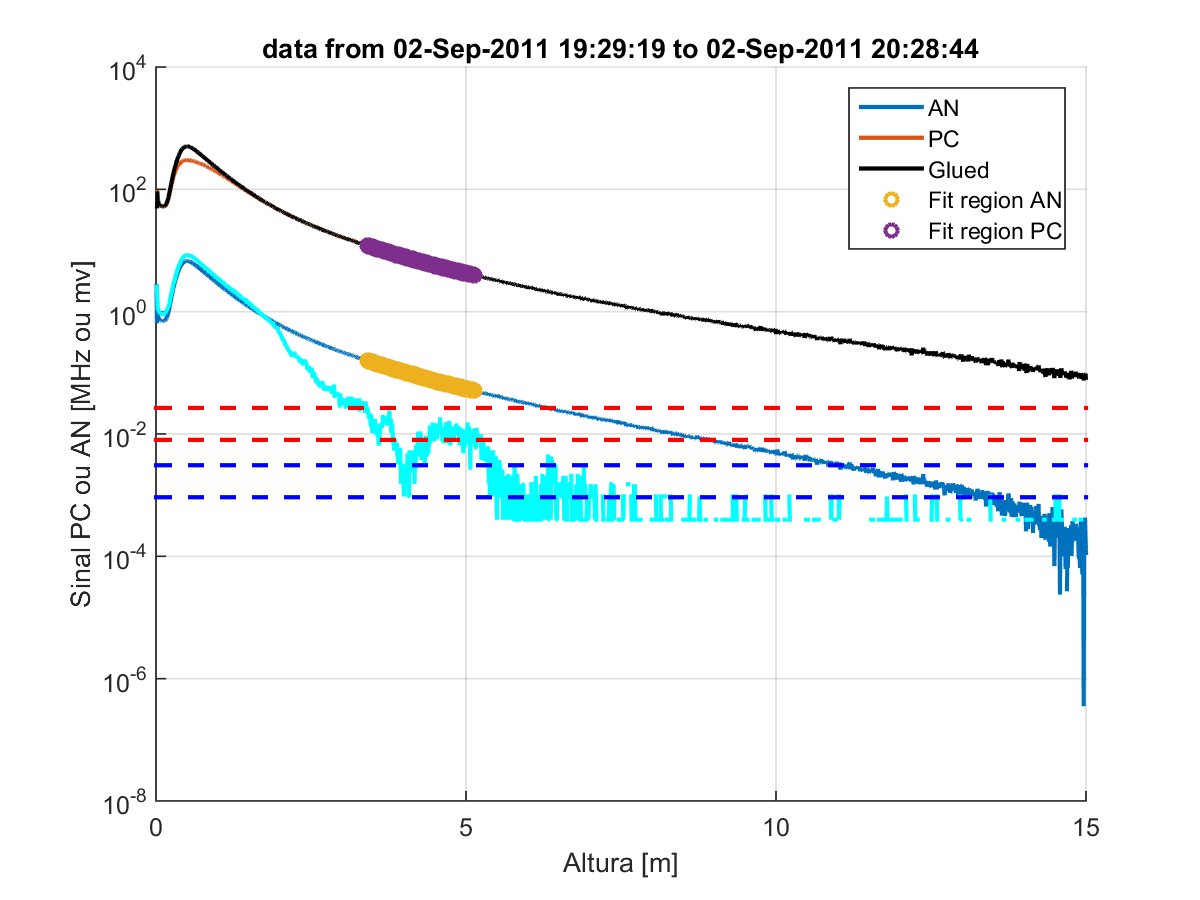 data from 02-Sep-2011 19:29:19 to 02-Sep-2011 20:28:44
10^4
10^2
10^0
10^-2
10^-4
10^-6
10^-8
Sinal PC ou AN [MHz ou mv]
AN
PC
Glued
Fit region AN
Fit region PC
0 5 10 15
Altura [m]